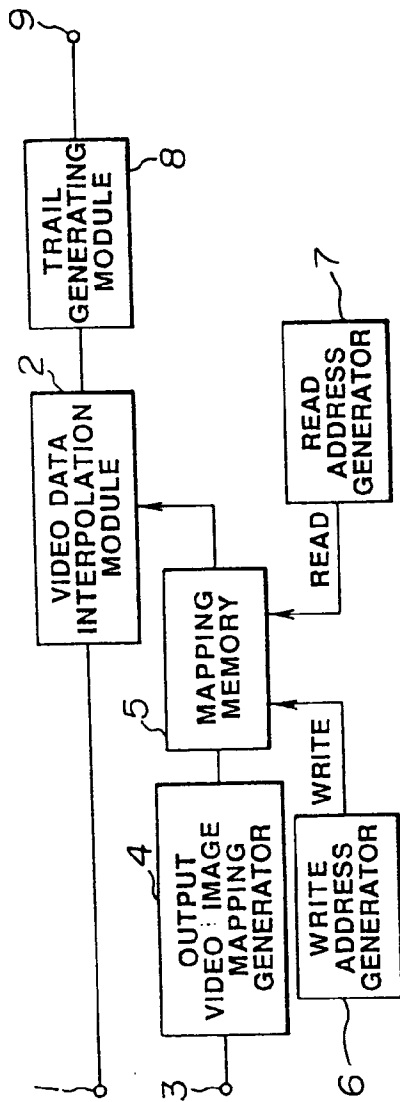 1
2
VIDEO DATA
INTERPOLATION
MODULE
TRAIL
GENERATING
MODULE
8
9
3
4
OUTPUT
VIDEO IMAGE
MAPPING
GENERATOR
5
MAPPING
MEMORY
WRITE
READ
6
WRITE
ADDRESS
GENERATOR
READ
ADDRESS
GENERATOR
7